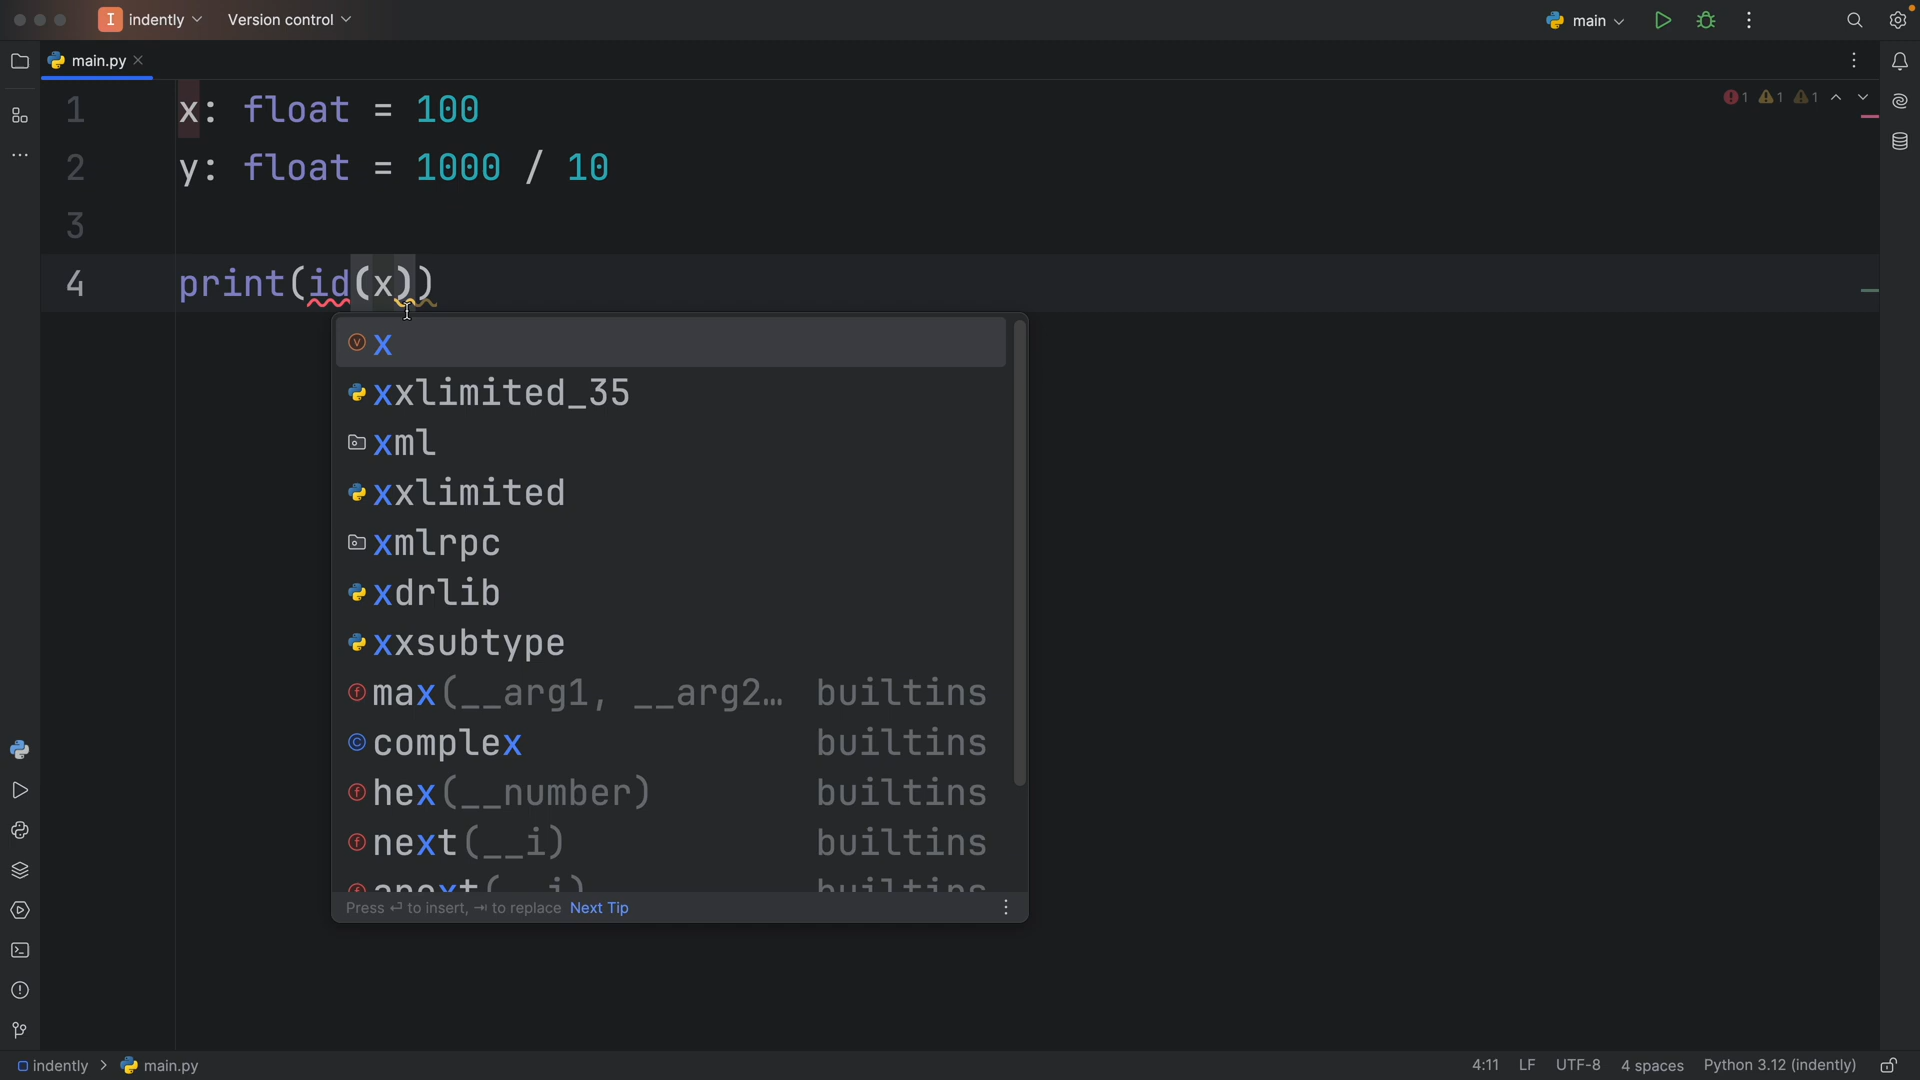 I indently Version control main
main.py
1 1 1
1 x: float = 100
2 y: float = 1000 / 10
3
4 print(id(x))
x
xxlimited_35
xml
xxlimited
xmlrpc
xdrlib
xxsubtype
max(__arg1, __arg2… builtins
complex builtins
hex(__number) builtins
next(__i) builtins
anext(__i) builtins
Press ⏎ to insert, ⇥ to replace Next Tip
indently > main.py 4:11 LF UTF-8 4 spaces Python 3.12 (indently)